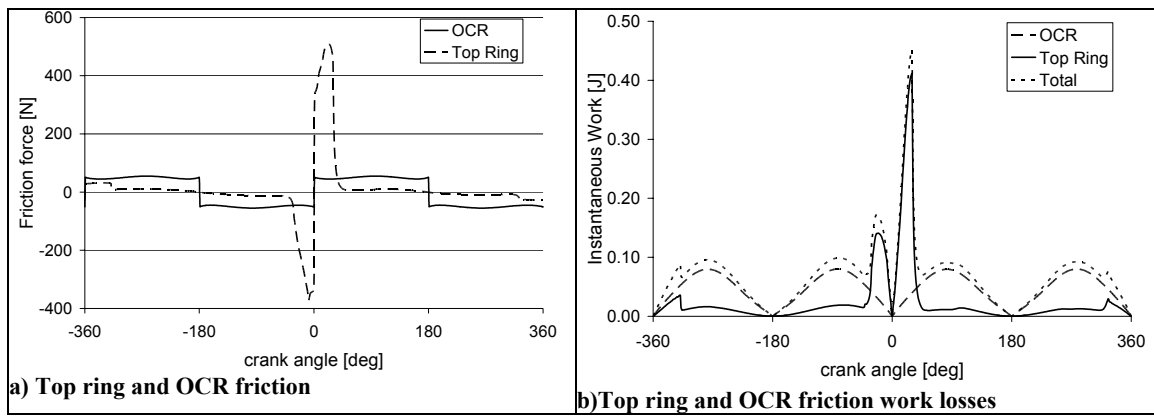 600
400
200
0
-200
-400
Friction force [N]
OCR
Top Ring
-360
-180
0
180
360
crank angle [deg]
a) Top ring and OCR friction
0.50
0.40
0.30
0.20
0.10
0.00
Instantaneous Work [J]
OCR
Top Ring
Total
-360
-180
0
180
360
crank angle [deg]
b)Top ring and OCR friction work losses